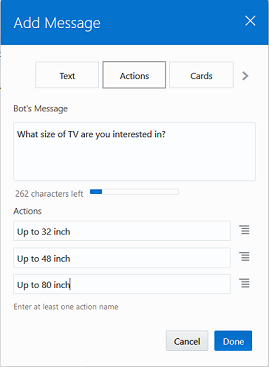 Add Message
Text Actions Cards
Bot's Message
What size of TV are you interested in?
262 characters left
Actions
Up to 32 inch
Up to 48 inch
Up to 80 inch
Enter at least one action name
Cancel Done